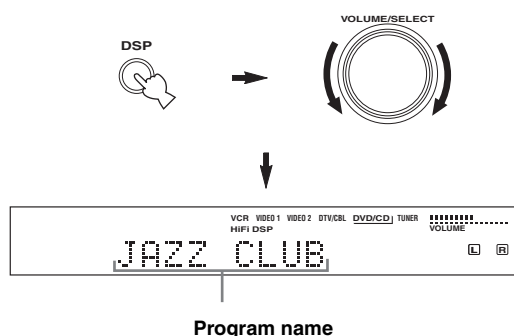 VOLUME/SELECT
DSP
VCR VIDEO 1 VIDEO 2 DTV/CBL DVD/CD TUNER
HiFi DSP
VOLUME
JAZZ CLUB
L R
Program name